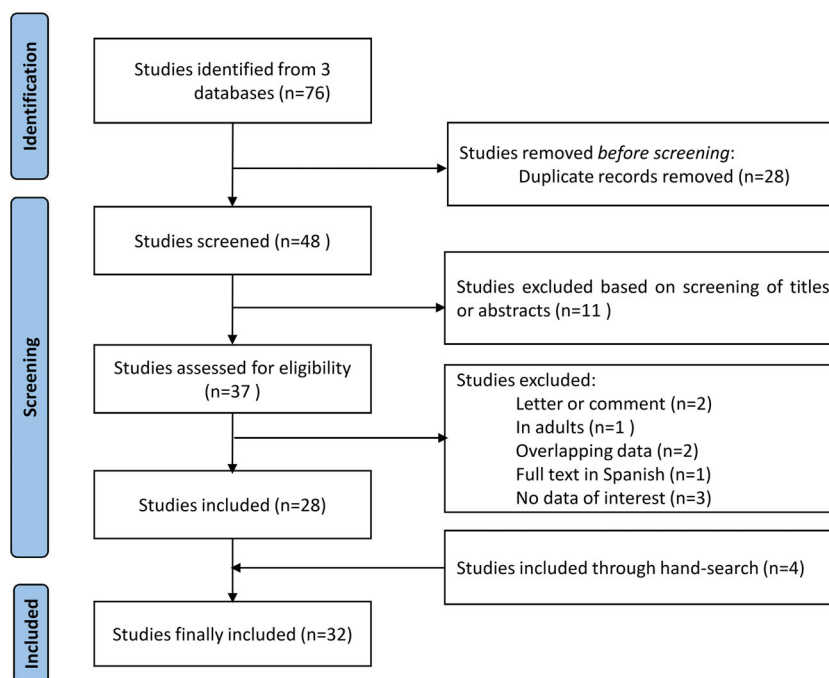 Identification
Studies identified from 3
databases (n=76)
Studies removed before screening:
Duplicate records removed (n=28)
Screening
Studies screened (n=48 )
Studies excluded based on screening of titles
or abstracts (n=11 )
Studies assessed for eligibility
(n=37 )
Studies excluded:
Letter or comment (n=2)
In adults (n=1 )
Overlapping data (n=2)
Full text in Spanish (n=1)
No data of interest (n=3)
Studies included (n=28)
Studies included through hand-search (n=4)
Included
Studies finally included (n=32)